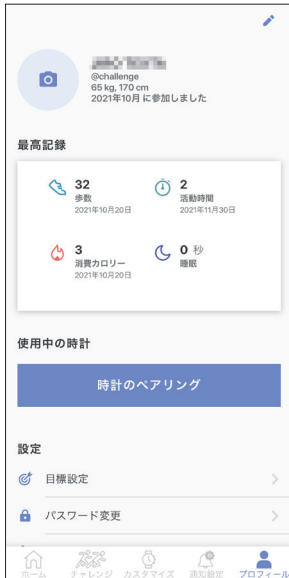 @challenge
65 kg, 170 cm
2021年10月 に参加しました
最高記録
32
歩数
2021年10月20日
2
活動時間
2021年11月30日
3
消費カロリー
2021年10月20日
0 秒
睡眠
使用中の時計
時計のペアリング
設定
目標設定
パスワード変更
ホーム チャレンジ カスタマイズ 通知設定 プロフィール